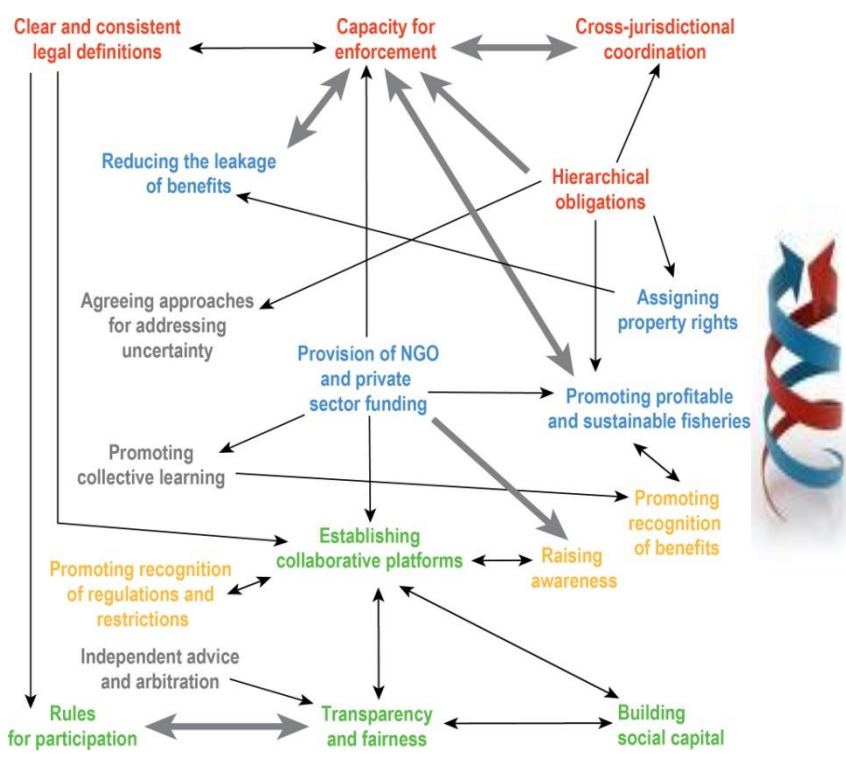 Clear and consistent
legal definitions
Capacity for
enforcement
Cross-jurisdictional
coordination
Reducing the leakage
of benefits
Hierarchical
obligations
Agreeing approaches
for addressing
uncertainty
Assigning
property rights
Provision of NGO
and private
sector funding
Promoting profitable
and sustainable fisheries
Promoting
collective learning
Promoting
recognition
of benefits
Establishing
collaborative platforms
Raising
awareness
Promoting recognition
of regulations and
restrictions
Independent advice
and arbitration
Rules
for participation
Transparency
and fairness
Building
social capital